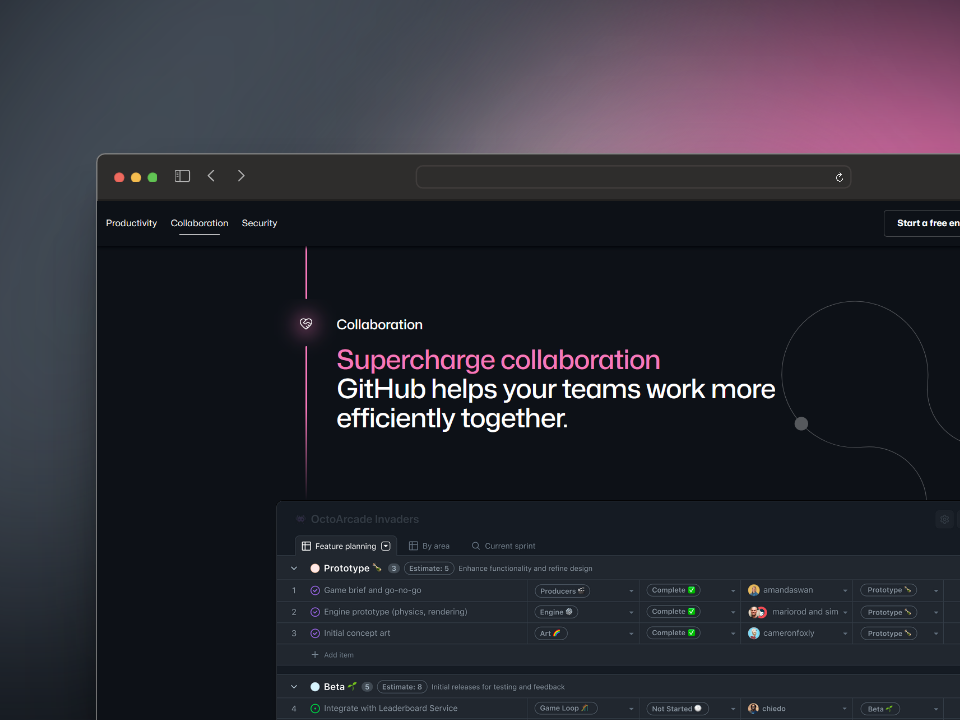 Productivity Collaboration Security
Start a free en
Collaboration
Supercharge collaboration
GitHub helps your teams work more
efficiently together.
OctoArcade Invaders
Feature planning By area Current sprint
Prototype 3 Estimate: 5 Enhance functionality and refine design
1 Game brief and go-no-go Producers Complete amandaswan Prototype
2 Engine prototype (physics, rendering) Engine Complete mariorod and sim Prototype
3 Initial concept art Art Complete cameronfoxly Prototype
Add item
Beta 5 Estimate: 8 Initial releases for testing and feedback
4 Integrate with Leaderboard Service Game Loop Not Started chiedo Beta